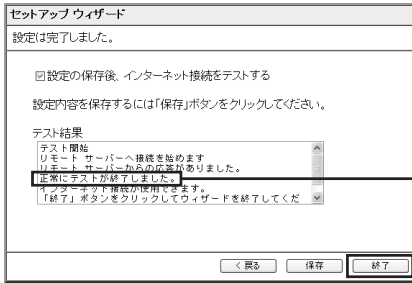 セットアップ ウィザード
設定は完了しました。
設定の保存後、インターネット接続をテストする
設定内容を保存するには「保存」ボタンをクリックしてください。
テスト結果
テスト開始
リモート サーバーへ接続を始めます
リモート サーバーからの応答がありました。
正常にテストが終了しました。
インターネット接続が使用できます。
「終了」ボタンをクリックしてウィザードを終了してくだ
< 戻る 保存 終了